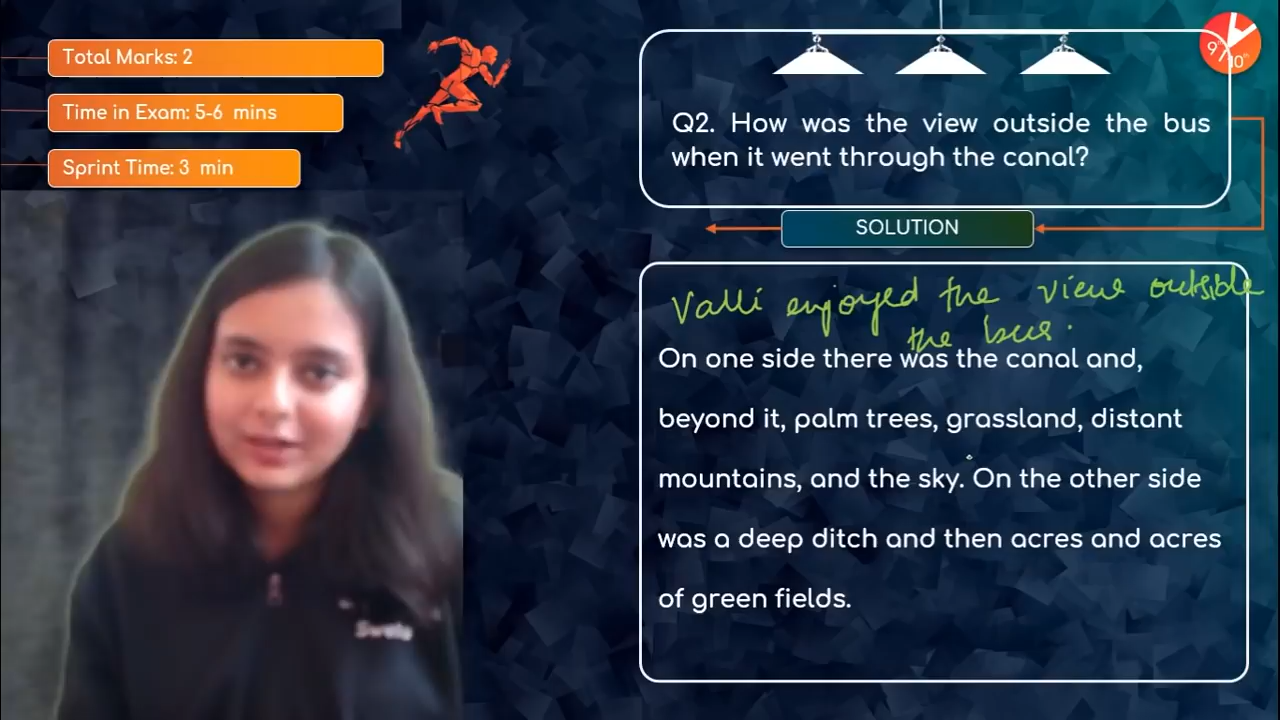 Total Marks: 2
Time in Exam: 5-6 mins
Sprint Time: 3 min
9th
10th
Q2. How was the view outside the bus
when it went through the canal?
SOLUTION
Valli enjoyed the view outside
the bus.
On one side there was the canal and,
beyond it, palm trees, grassland, distant
mountains, and the sky. On the other side
was a deep ditch and then acres and acres
of green fields.